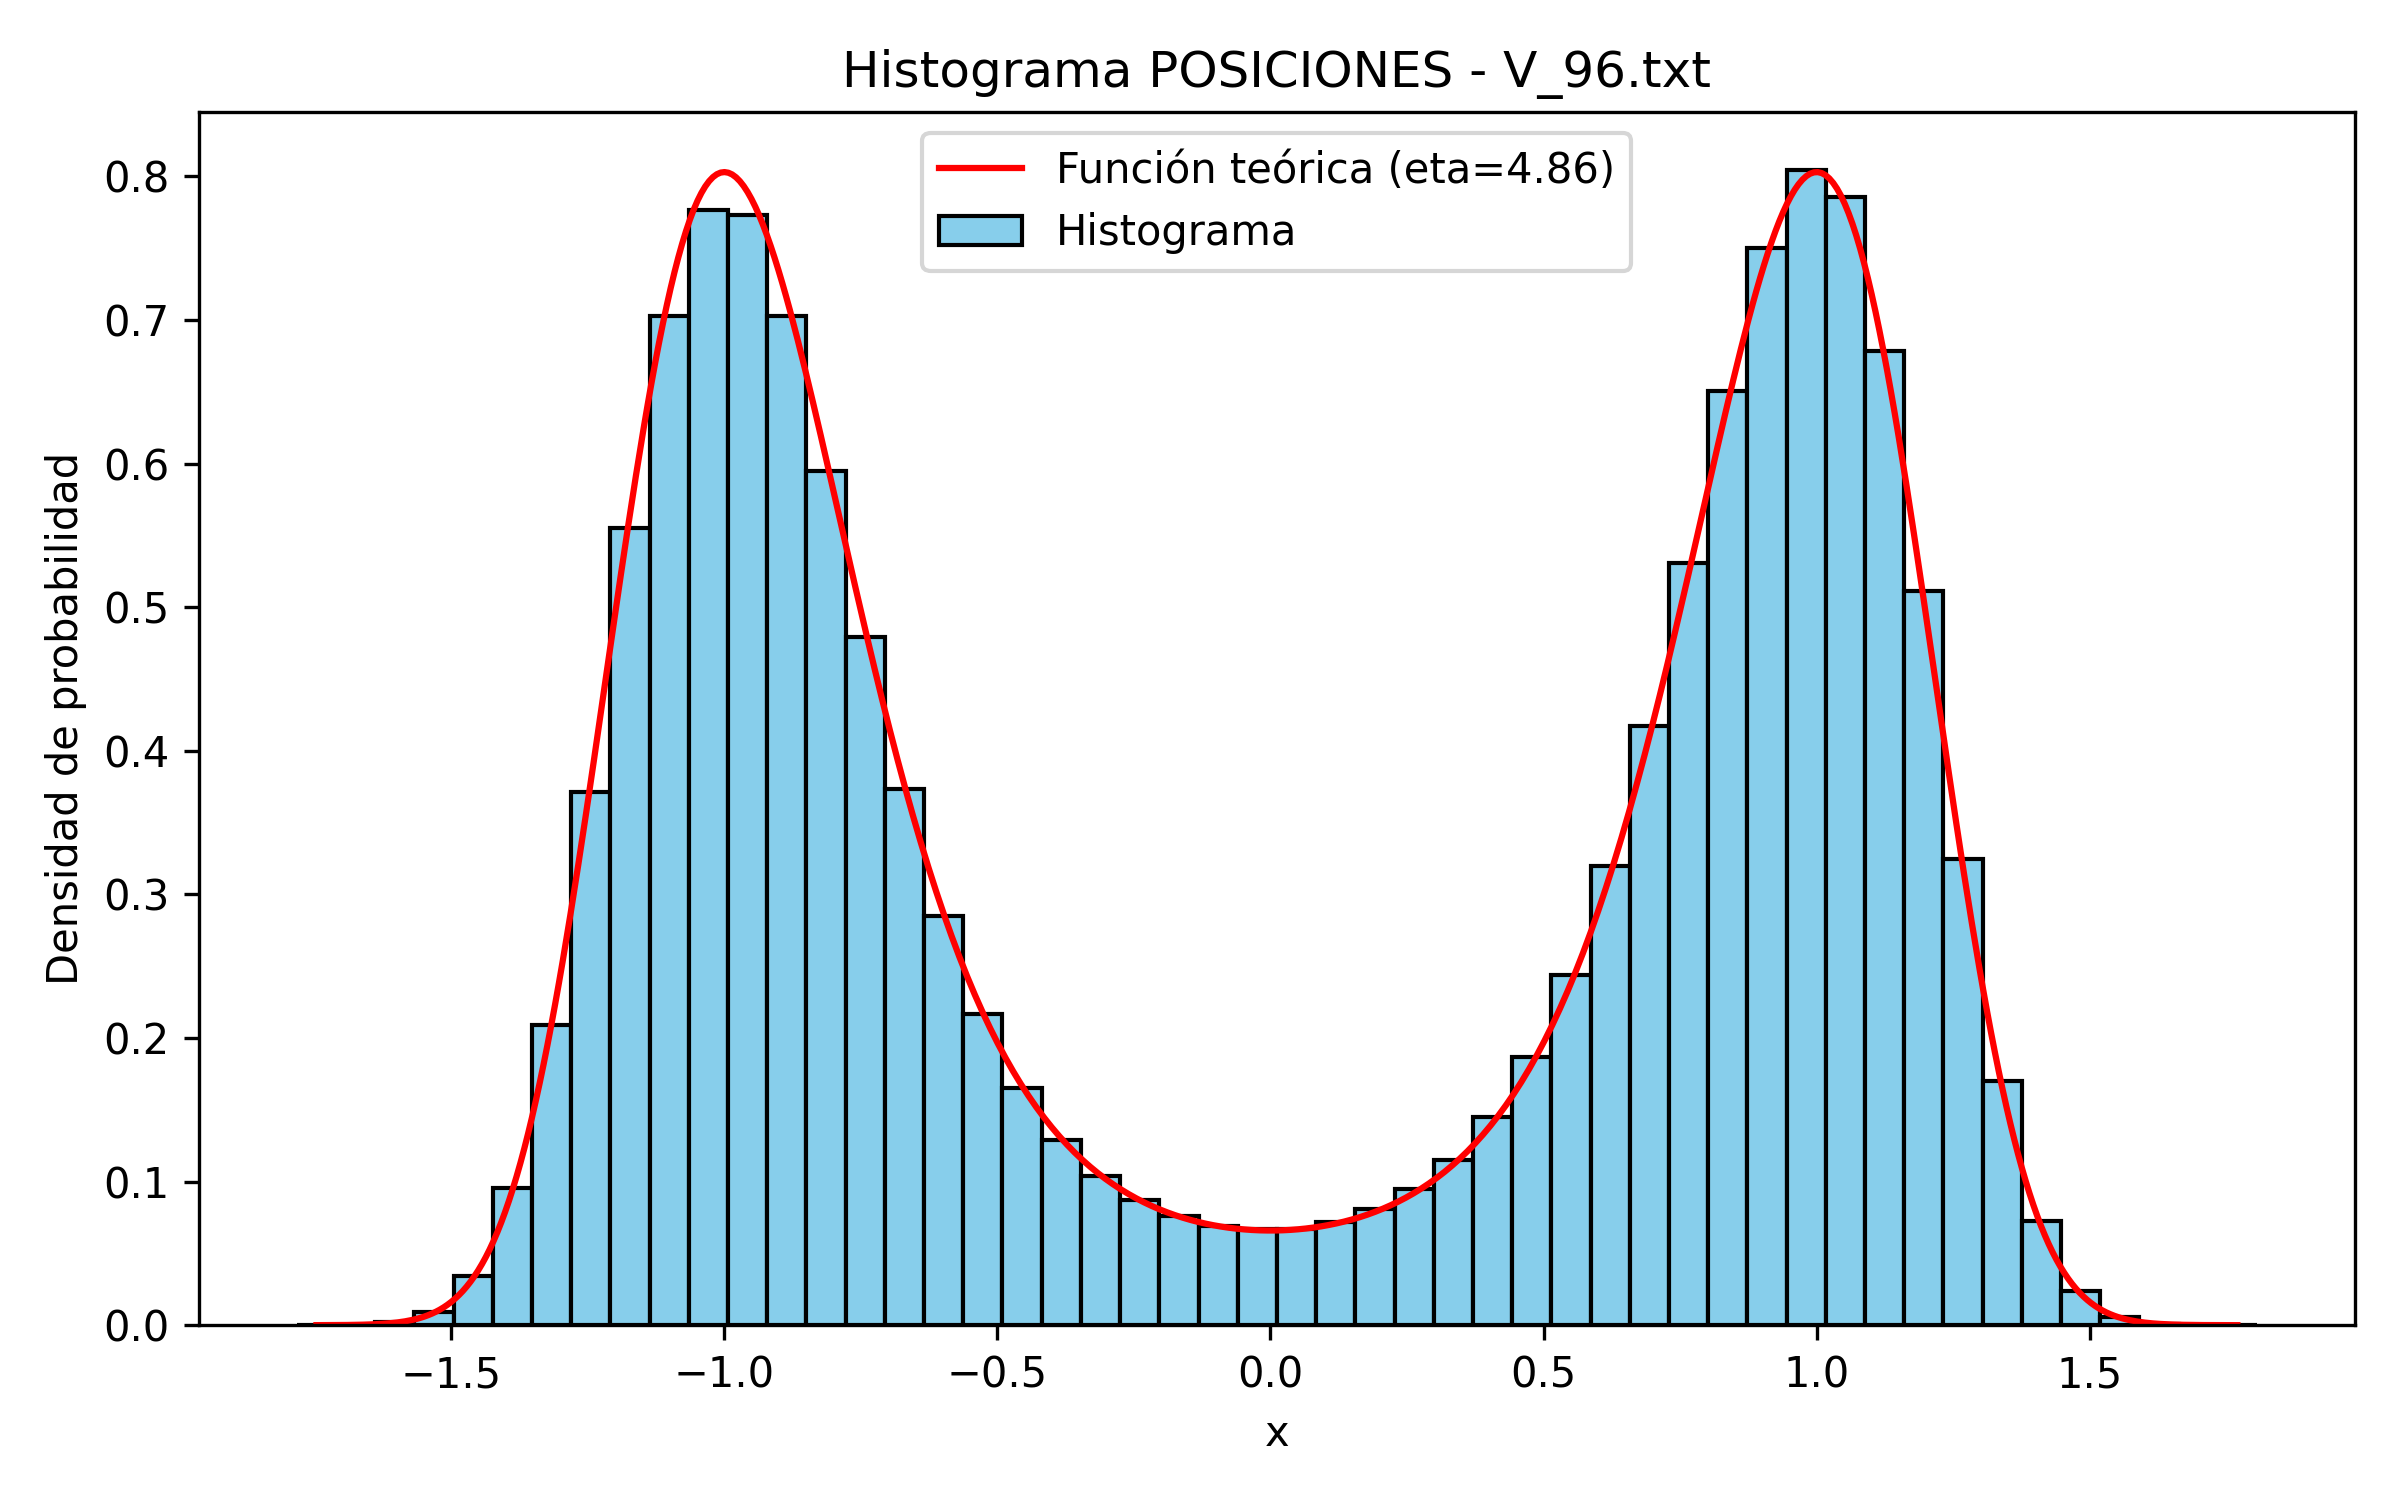 Histograma POSICIONES - V_96.txt
Función teórica (eta=4.86)
Histograma
Densidad de probabilidad
0.8
0.7
0.6
0.5
0.4
0.3
0.2
0.1
0.0
−1.5 −1.0 −0.5 0.0 0.5 1.0 1.5
x